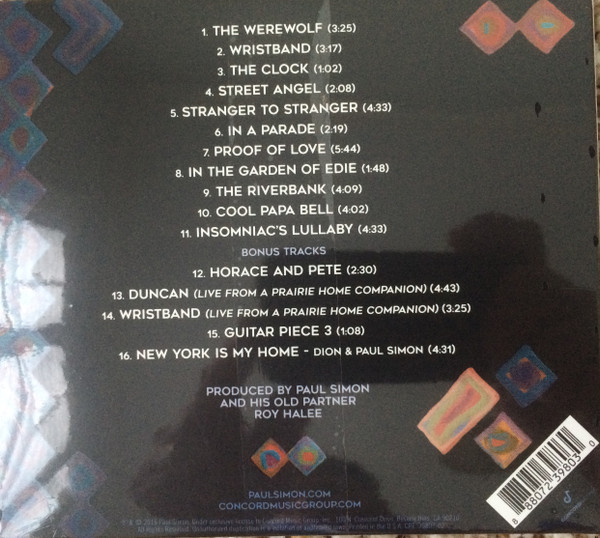 1. THE WEREWOLF (3:25)
2. WRISTBAND (3:17)
3. THE CLOCK (1:02)
4. STREET ANGEL (2:08)
5. STRANGER TO STRANGER (4:33)
6. IN A PARADE (2:19)
7. PROOF OF LOVE (5:44)
8. IN THE GARDEN OF EDIE (1:48)
9. THE RIVERBANK (4:09)
10. COOL PAPA BELL (4:02)
11. INSOMNIAC'S LULLABY (4:33)
BONUS TRACKS
12. HORACE AND PETE (2:30)
13. DUNCAN (LIVE FROM A PRAIRIE HOME COMPANION) (4:43)
14. WRISTBAND (LIVE FROM A PRAIRIE HOME COMPANION) (3:25)
15. GUITAR PIECE 3 (1:08)
16. NEW YORK IS MY HOME - DION & PAUL SIMON (4:31)
PRODUCED BY PAUL SIMON
AND HIS OLD PARTNER
ROY HALEE
PAULSIMON.COM
CONCORDMUSICGROUP.COM
8 88072 39803 0